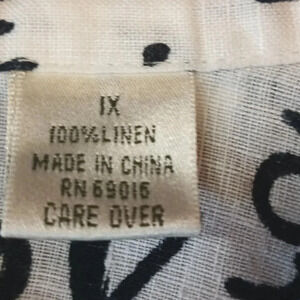 1X
100%LINEN
MADE IN CHINA
RN 69016
CARE OVER